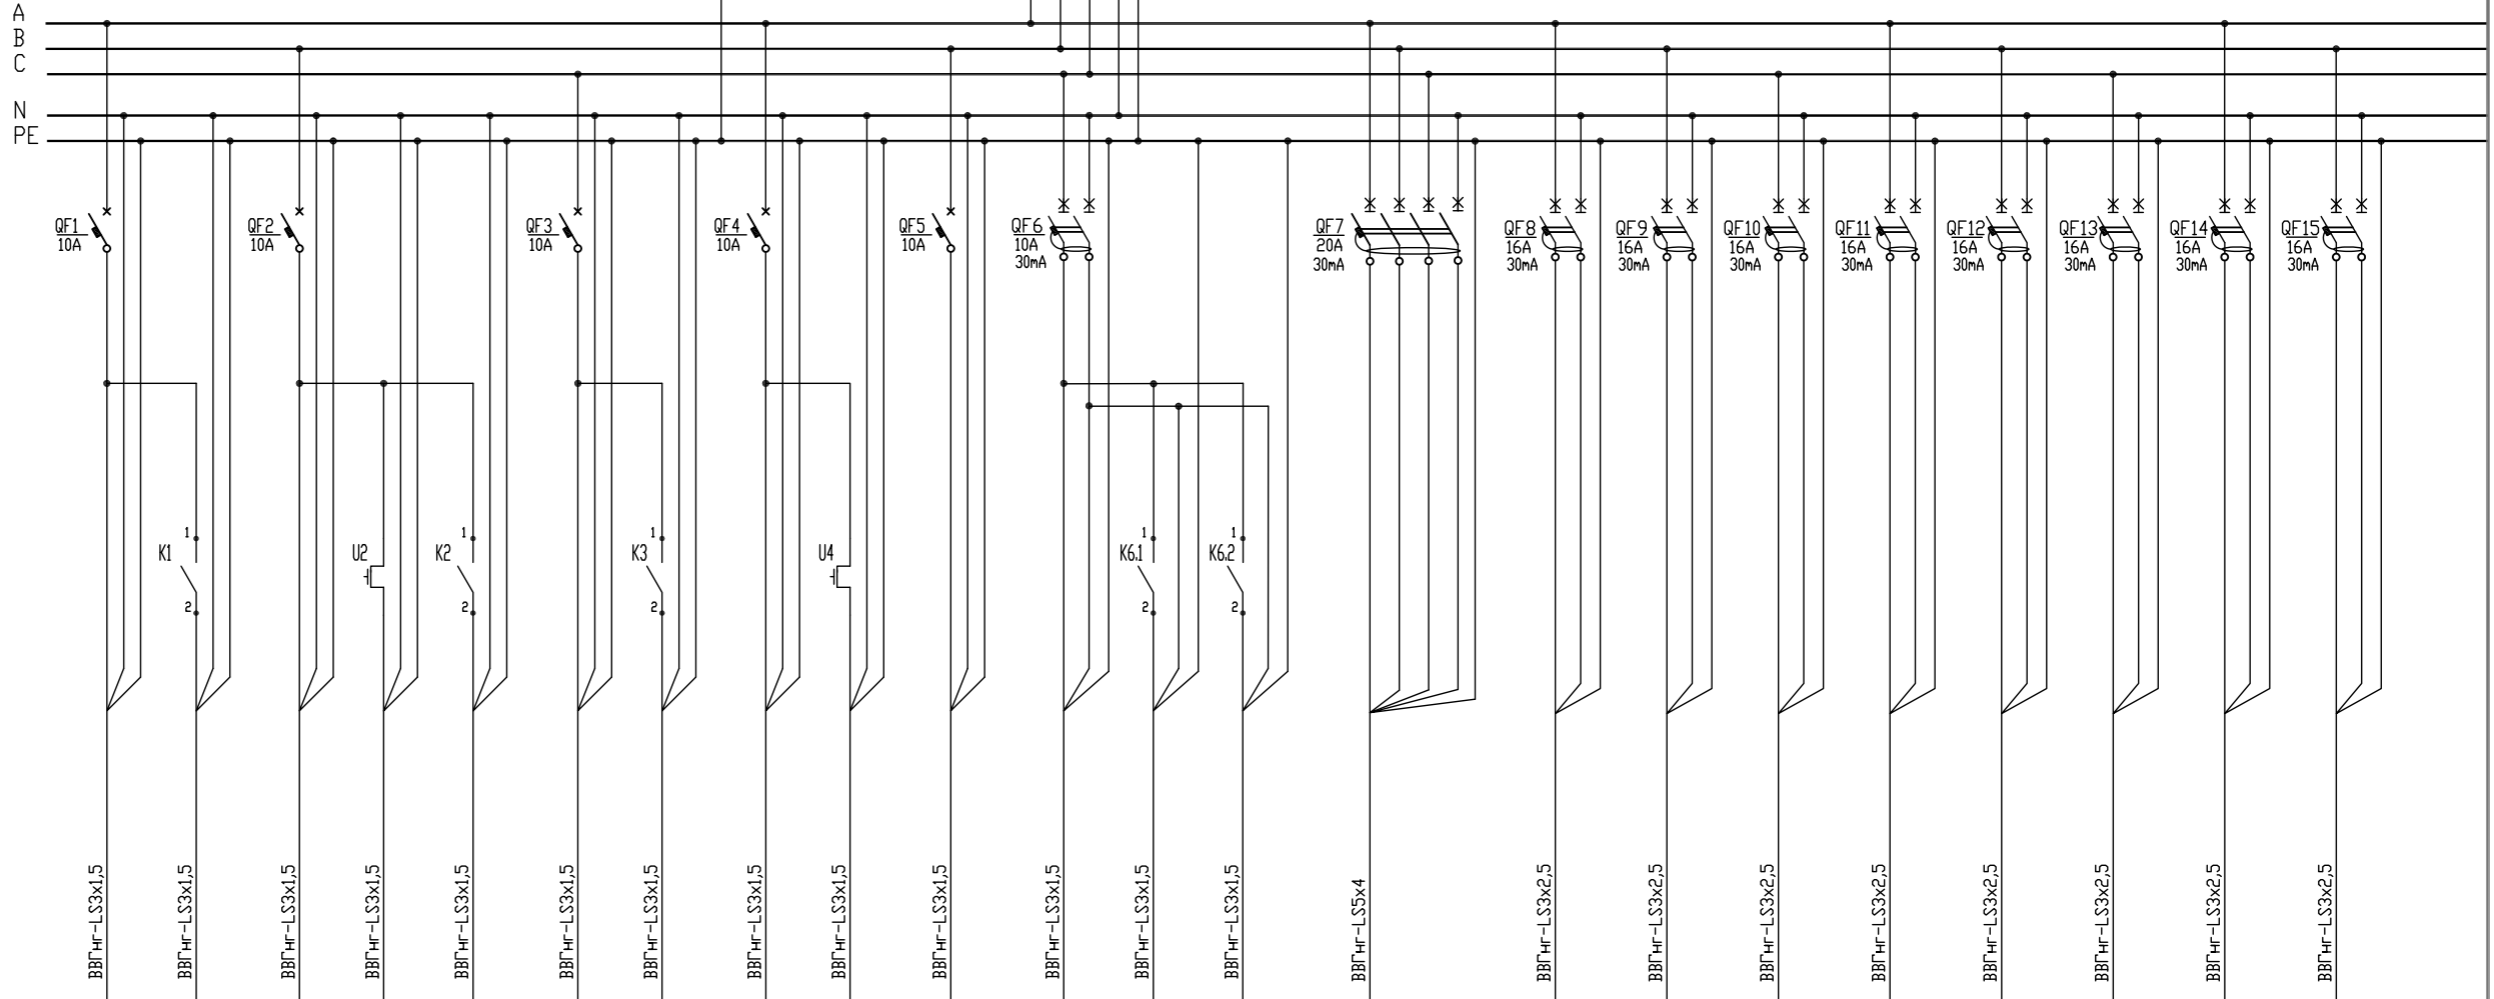 A
B
C
N
PE
QF1
10A
QF2
10A
QF3
10A
QF4
10A
QF5
10A
QF6
10A
30mA
QF7
20A
30mA
QF8
16A
30mA
QF9
16A
30mA
QF10
16A
30mA
QF11
16A
30mA
QF12
16A
30mA
QF13
16A
30mA
QF14
16A
30mA
QF15
16A
30mA
K1
1
2
U2
K2
1
2
K3
1
2
U4
K6.1
1
2
K6.2
1
2
ВВГнг-LS3x1,5
ВВГнг-LS3x1,5
ВВГнг-LS3x1,5
ВВГнг-LS3x1,5
ВВГнг-LS3x1,5
ВВГнг-LS3x1,5
ВВГнг-LS3x1,5
ВВГнг-LS3x1,5
ВВГнг-LS3x1,5
ВВГнг-LS3x1,5
ВВГнг-LS3x1,5
ВВГнг-LS3x1,5
ВВГнг-LS3x1,5
ВВГнг-LS5x4
ВВГнг-LS3x2,5
ВВГнг-LS3x2,5
ВВГнг-LS3x2,5
ВВГнг-LS3x2,5
ВВГнг-LS3x2,5
ВВГнг-LS3x2,5
ВВГнг-LS3x2,5
ВВГнг-LS3x2,5